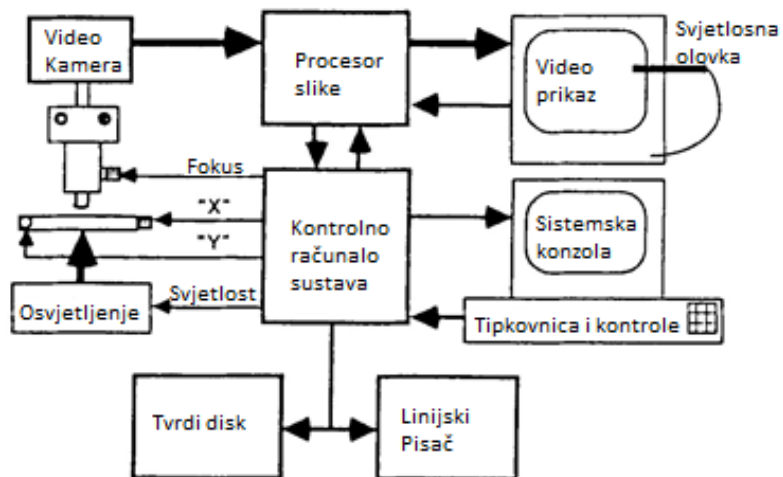 Video
Kamera
Procesor
slike
Video
prikaz
Svjetlosna
olovka
Fokus
"X"
"Y"
Svjetlost
Osvjetljenje
Kontrolno
računalo
sustava
Sistemska
konzola
Tipkovnica i kontrole
Tvrdi disk
Linijski
Pisač